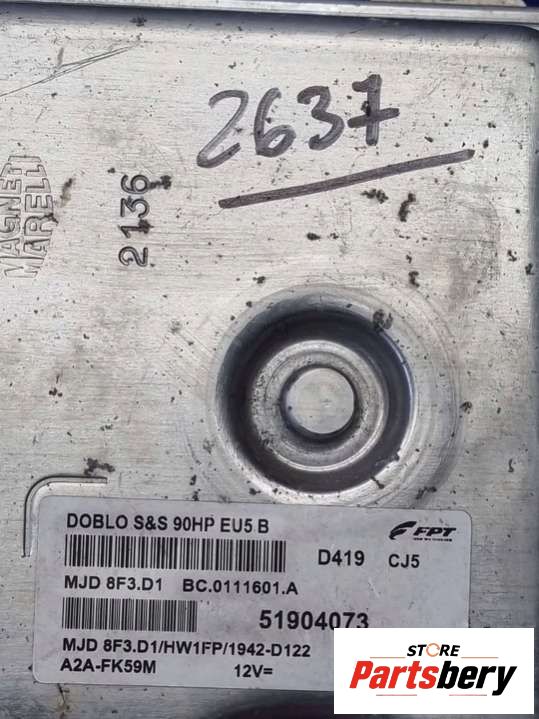 2637
MAGNETI
MARELLI
2136
DOBLO S&S 90HP EU5 B
FPT
D419 CJ5
MJD 8F3.D1 BC.0111601.A
51904073
MJD 8F3.D1/HW1FP/1942-D122
A2A-FK59M 12V=
STORE
Partsbery